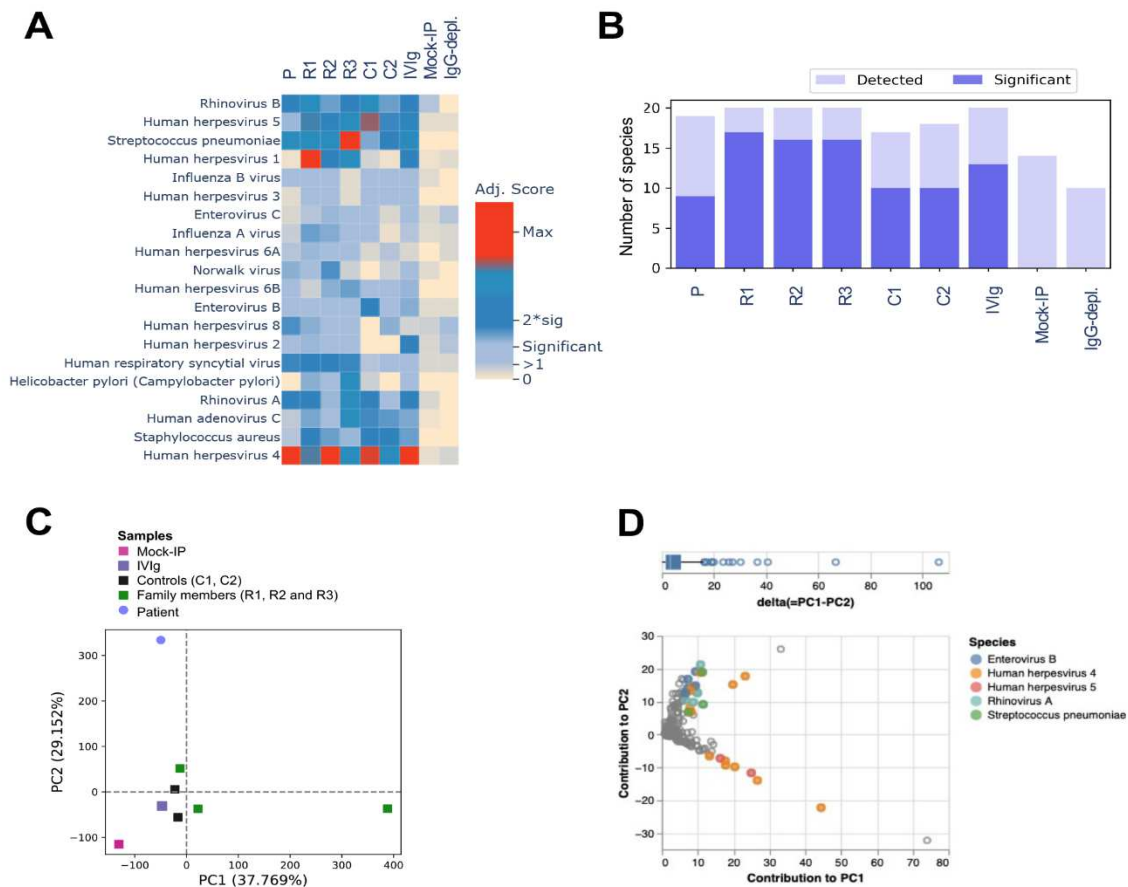 A
P
R1
R2
R3
C1
C2
IVIg
Mock-IP
IgG-depl.
Rhinovirus B
Human herpesvirus 5
Streptococcus pneumoniae
Human herpesvirus 1
Influenza B virus
Human herpesvirus 3
Enterovirus C
Influenza A virus
Human herpesvirus 6A
Norwalk virus
Human herpesvirus 6B
Enterovirus B
Human herpesvirus 8
Human herpesvirus 2
Human respiratory syncytial virus
Helicobacter pylori (Campylobacter pylori)
Rhinovirus A
Human adenovirus C
Staphylococcus aureus
Human herpesvirus 4
Adj. Score
Max
2*sig
Significant
>1
0
B
Detected
Significant
Number of species
20
15
10
5
0
P
R1
R2
R3
C1
C2
IVIg
Mock-IP
IgG-depl.
C
Samples
Mock-IP
IVIg
Controls (C1, C2)
Family members (R1, R2 and R3)
Patient
PC2 (29.152%)
300
200
100
0
−100
−100 0 100 200 300 400
PC1 (37.769%)
D
0 20 40 60 80 100
delta(=PC1-PC2)
Contribution to PC2
30
20
10
0
−10
−20
−30
0 10 20 30 40 50 60 70 80
Contribution to PC1
Species
Enterovirus B
Human herpesvirus 4
Human herpesvirus 5
Rhinovirus A
Streptococcus pneumoniae